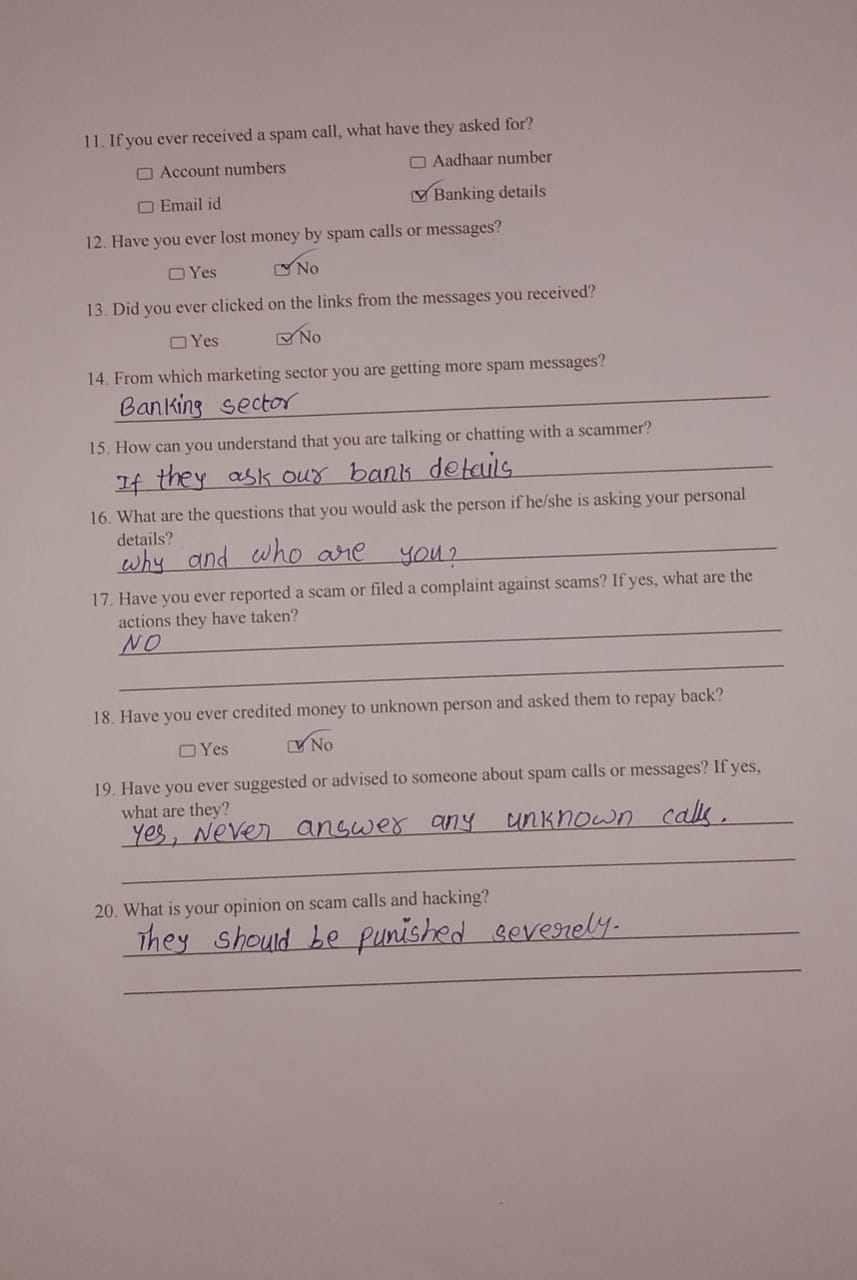 11. If you ever received a spam call, what have they asked for?
☐ Account numbers ☐ Aadhaar number
☐ Email id ☑ Banking details
12. Have you ever lost money by spam calls or messages?
☐ Yes ☑ No
13. Did you ever clicked on the links from the messages you received?
☐ Yes ☑ No
14. From which marketing sector you are getting more spam messages?
Banking sector
15. How can you understand that you are talking or chatting with a scammer?
If they ask our bank details
16. What are the questions that you would ask the person if he/she is asking your personal
details?
why and who are you?
17. Have you ever reported a scam or filed a complaint against scams? If yes, what are the
actions they have taken?
NO
18. Have you ever credited money to unknown person and asked them to repay back?
☐ Yes ☑ No
19. Have you ever suggested or advised to someone about spam calls or messages? If yes,
what are they?
Yes, Never answer any unknown calls.
20. What is your opinion on scam calls and hacking?
They should be punished severely.